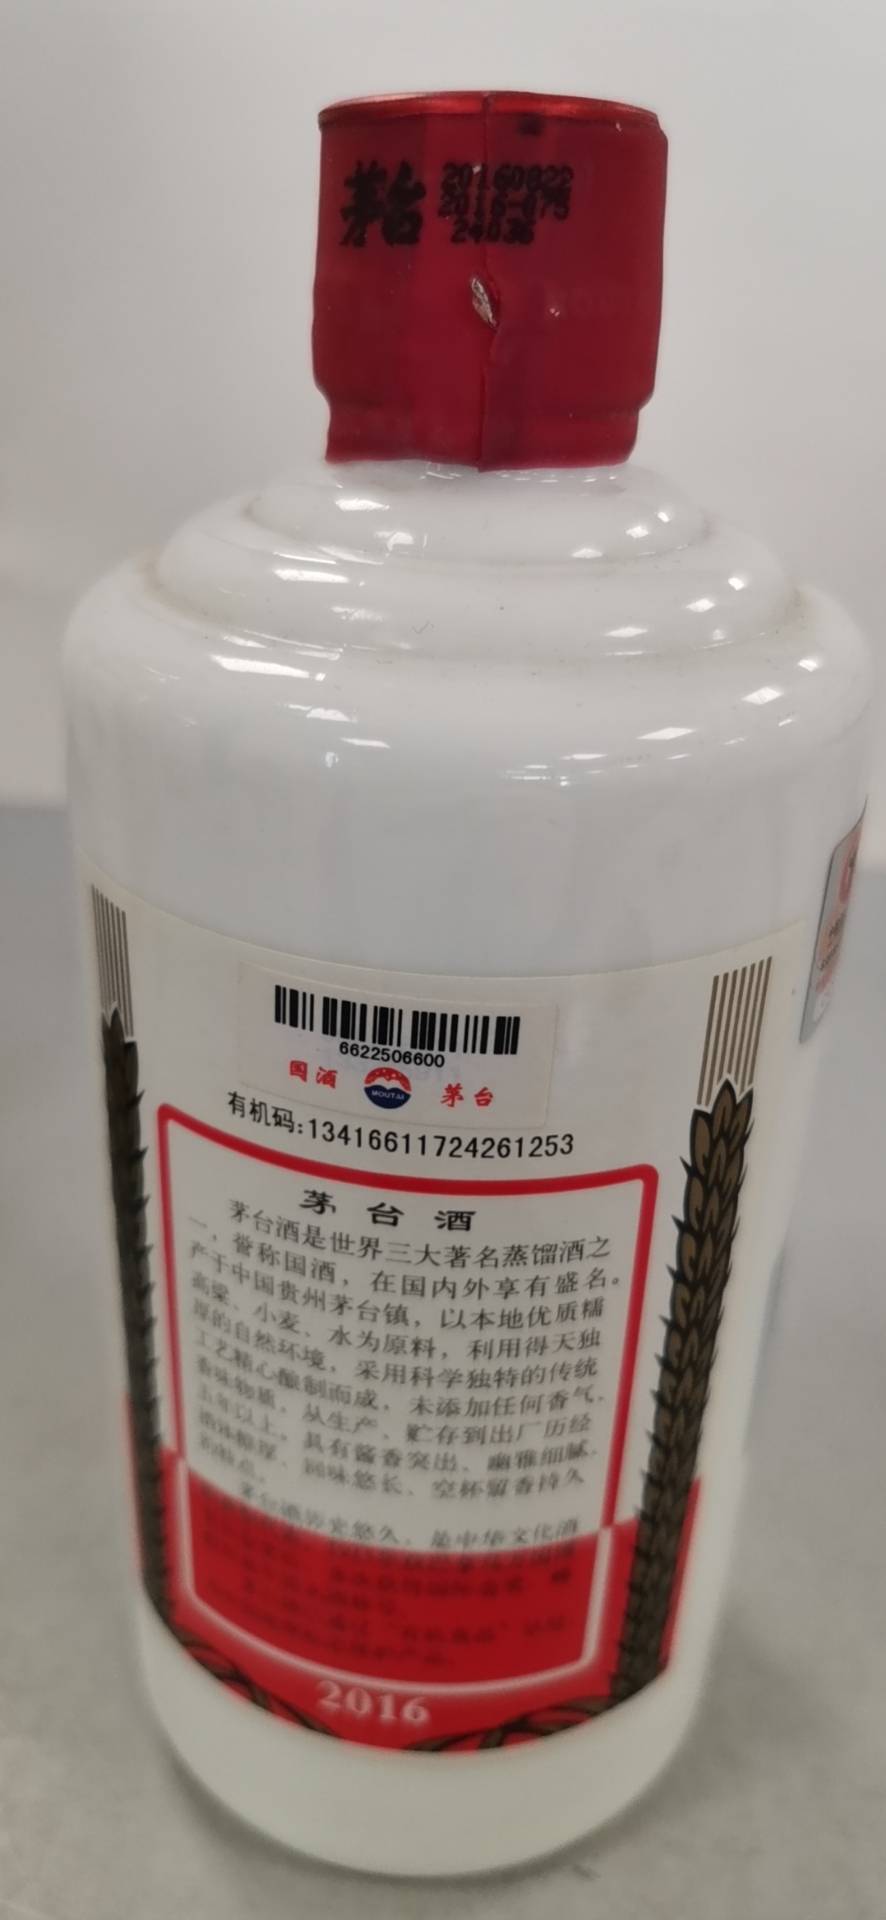 茅台
20160822
2016-075
24036
6622506600
国酒
MOUTAI
茅台
有机码:13416611724261253
茅台酒
茅台酒是世界三大著名蒸馏酒之
一，誉称国酒，在国内外享有盛名。
产于中国贵州茅台镇，以本地优质糯
高粱、小麦、水为原料，利用得天独
厚的自然环境，采用科学独特的传统
工艺精心酿制而成，未添加任何香气、
香味物质。从生产、贮存到出厂历经
五年以上。具有酱香突出、幽雅细腻、
酒体醇厚、回味悠长、空杯留香持久
的特点。
茅台酒历史悠久，是中华文化酒
2016